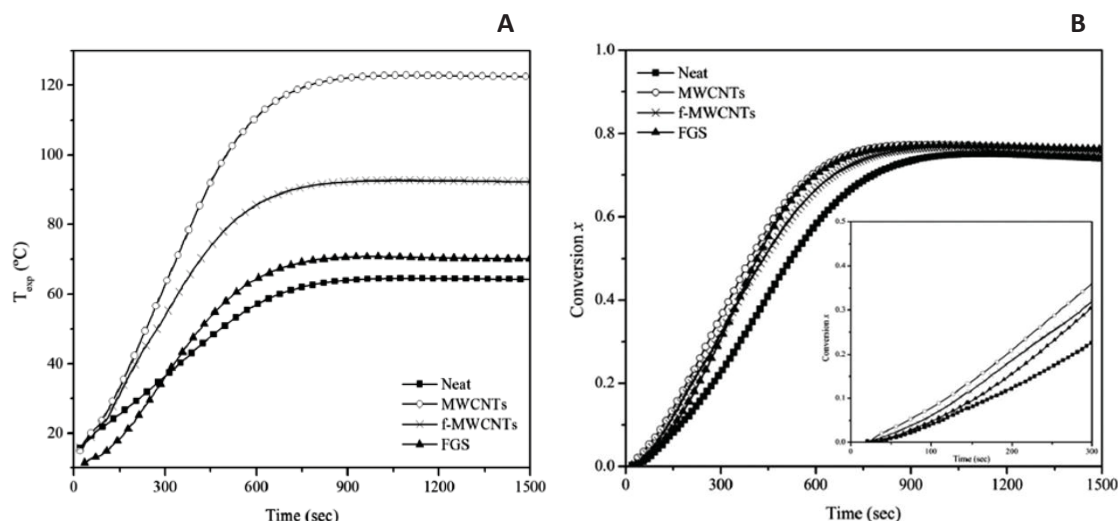 A
T_exp (ºC)
120
100
80
60
40
20
Neat
MWCNTs
f-MWCNTs
FGS
0
300
600
900
1200
1500
Time (sec)
B
Conversion x
1.0
0.8
0.6
0.4
0.2
0.0
Neat
MWCNTs
f-MWCNTs
FGS
Conversion x
0.5
0.4
0.3
0.2
0.1
0.0
100
200
300
Time (sec)
0
300
600
900
1200
1500
Time (sec)